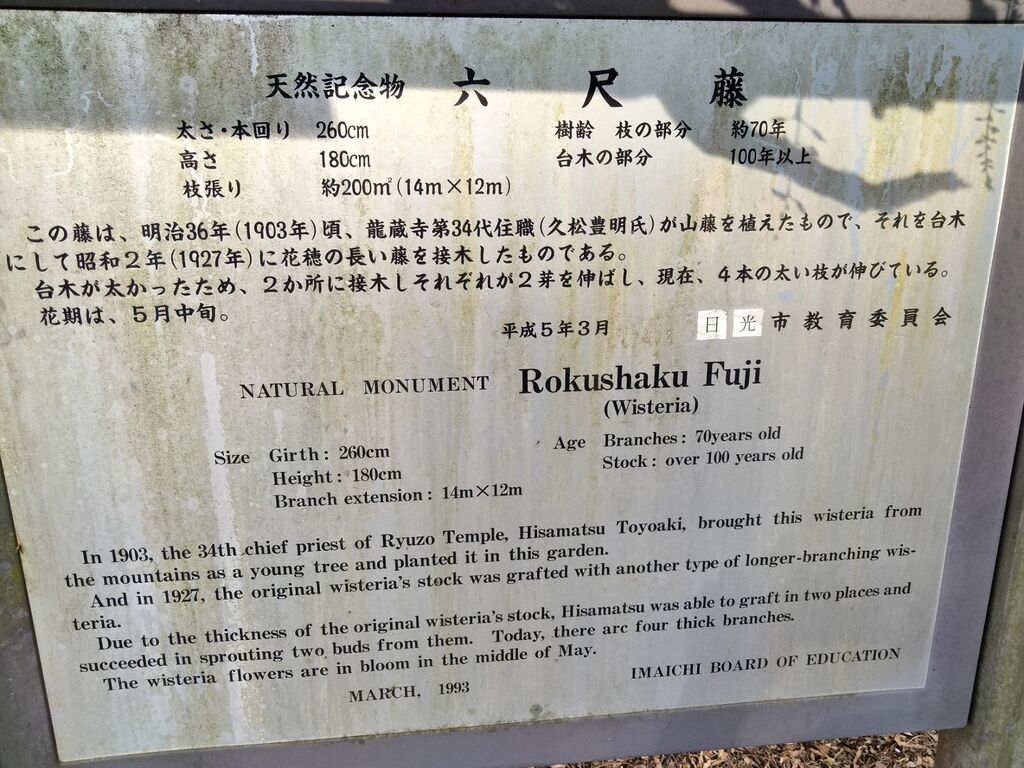 天然記念物 六尺藤
太さ・本回り 260cm 樹齢 枝の部分 約70年
高さ 180cm 台木の部分 100年以上
枝張り 約200㎡(14m×12m)
この藤は、明治36年(1903年)頃、龍蔵寺第34代住職(久松豊明氏)が山藤を植えたもので、それを台木
にして昭和2年(1927年)に花穂の長い藤を接木したものである。
台木が太かったため、2か所に接木しそれぞれが2芽を伸ばし、現在、4本の太い枝が伸びている。
花期は、5月中旬。
平成5年3月 日光市教育委員会
NATURAL MONUMENT Rokushaku Fuji
(Wisteria)
Size Girth: 260cm Age Branches: 70years old
Height: 180cm Stock: over 100 years old
Branch extension: 14m×12m
In 1903, the 34th chief priest of Ryuzo Temple, Hisamatsu Toyoaki, brought this wisteria from
the mountains as a young tree and planted it in this garden.
And in 1927, the original wisteria's stock was grafted with another type of longer-branching wis-
teria.
Due to the thickness of the original wisteria's stock, Hisamatsu was able to graft in two places and
succeeded in sprouting two buds from them. Today, there are four thick branches.
The wisteria flowers are in bloom in the middle of May.
MARCH, 1993 IMAICHI BOARD OF EDUCATION